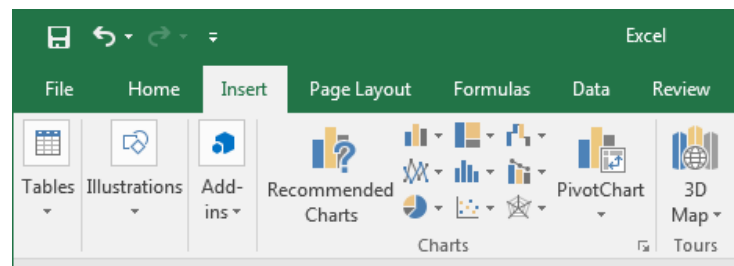 Excel
File Home Insert Page Layout Formulas Data Review
Tables Illustrations Add-
ins Recommended
Charts PivotChart 3D
Map
Charts Tours